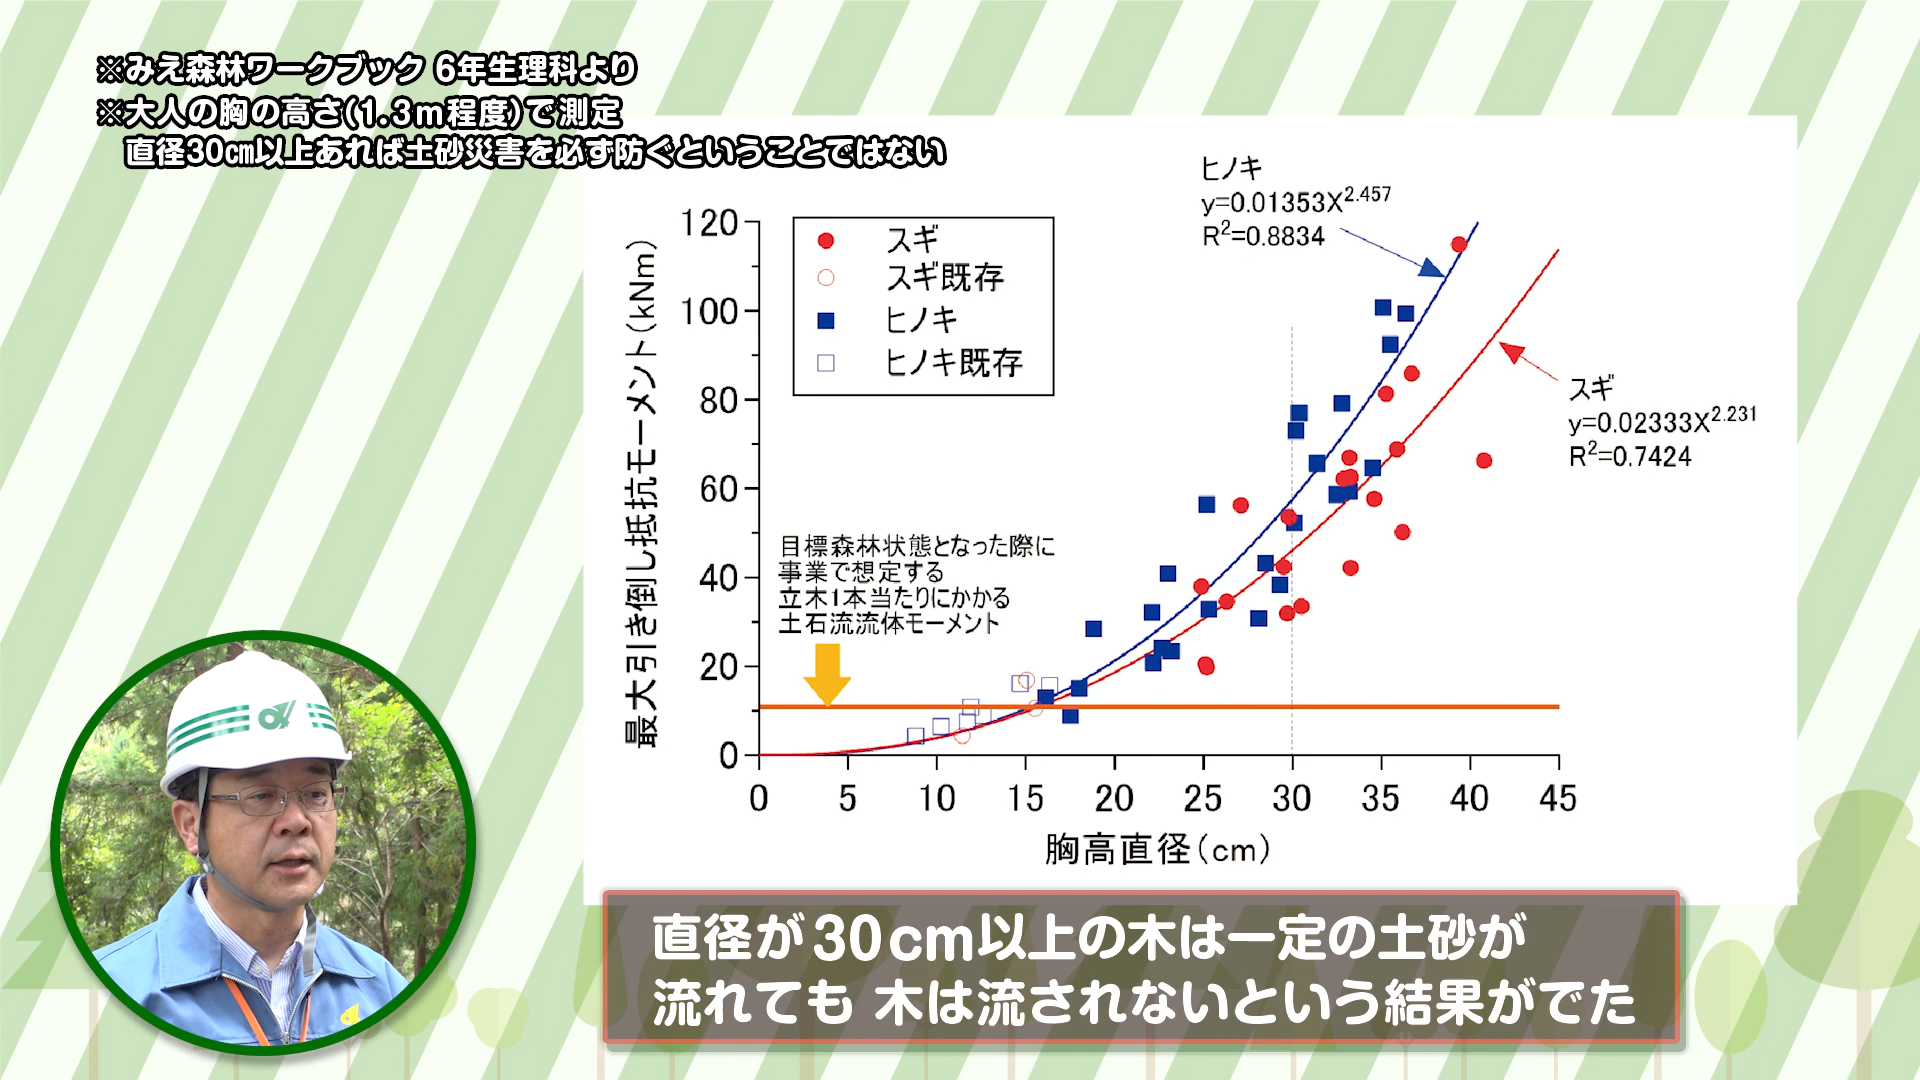 ※みえ森林ワークブック 6年生理科より
※大人の胸の高さ(1.3m程度)で測定
直径30㎝以上あれば土砂災害を必ず防ぐということではない
ヒノキ
y=0.01353X^2.457
R²=0.8834
スギ
スギ既存
ヒノキ
ヒノキ既存
スギ
y=0.02333X^2.231
R²=0.7424
最大引き倒し抵抗モーメント(kNm)
120
100
80
60
40
20
0
目標森林状態となった際に
事業で想定する
立木1本当たりにかかる
土石流流体モーメント
0 5 10 15 20 25 30 35 40 45
胸高直径(cm)
直径が30cm以上の木は一定の土砂が
流れても 木は流されないという結果がでた